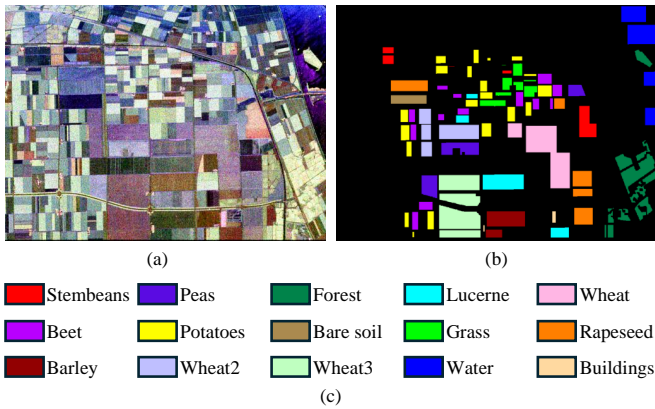 (a) (b)
Stembeans Peas Forest Lucerne Wheat
Beet Potatoes Bare soil Grass Rapeseed
Barley Wheat2 Wheat3 Water Buildings
(c)